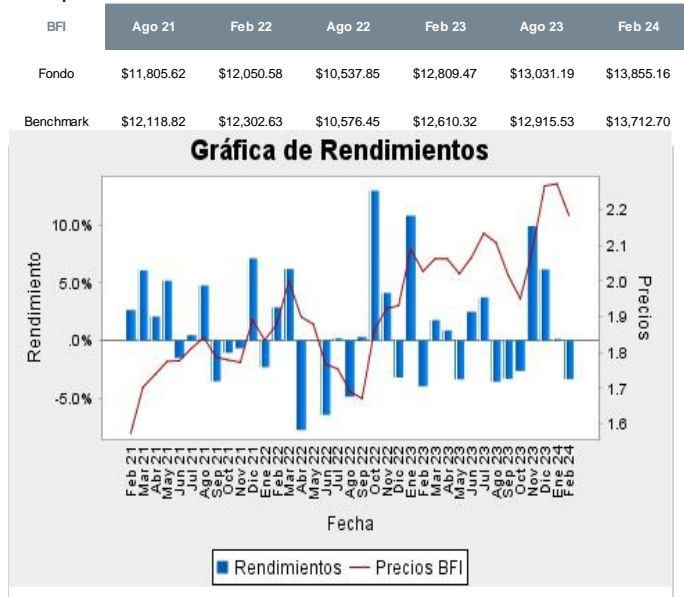 BFI Ago 21 Feb 22 Ago 22 Feb 23 Ago 23 Feb 24
Fondo $11,805.62 $12,050.58 $10,537.85 $12,809.47 $13,031.19 $13,855.16
Benchmark $12,118.82 $12,302.63 $10,576.45 $12,610.32 $12,915.53 $13,712.70
Gráfica de Rendimientos
10.0%
5.0%
.0%
-5.0%
Rendimiento
2.2
2.1
2.0
1.9
1.8
1.7
1.6
Precios
Feb 21
Mar 21
Abr 21
May 21
Jun 21
Jul 21
Ago 21
Sep 21
Oct 21
Nov 21
Dic 21
Ene 22
Feb 22
Mar 22
Abr 22
May 22
Jun 22
Jul 22
Ago 22
Sep 22
Oct 22
Nov 22
Dic 22
Ene 23
Feb 23
Mar 23
Abr 23
May 23
Jun 23
Jul 23
Ago 23
Sep 23
Oct 23
Nov 23
Dic 23
Ene 24
Feb 24
Fecha
Rendimientos Precios BFI